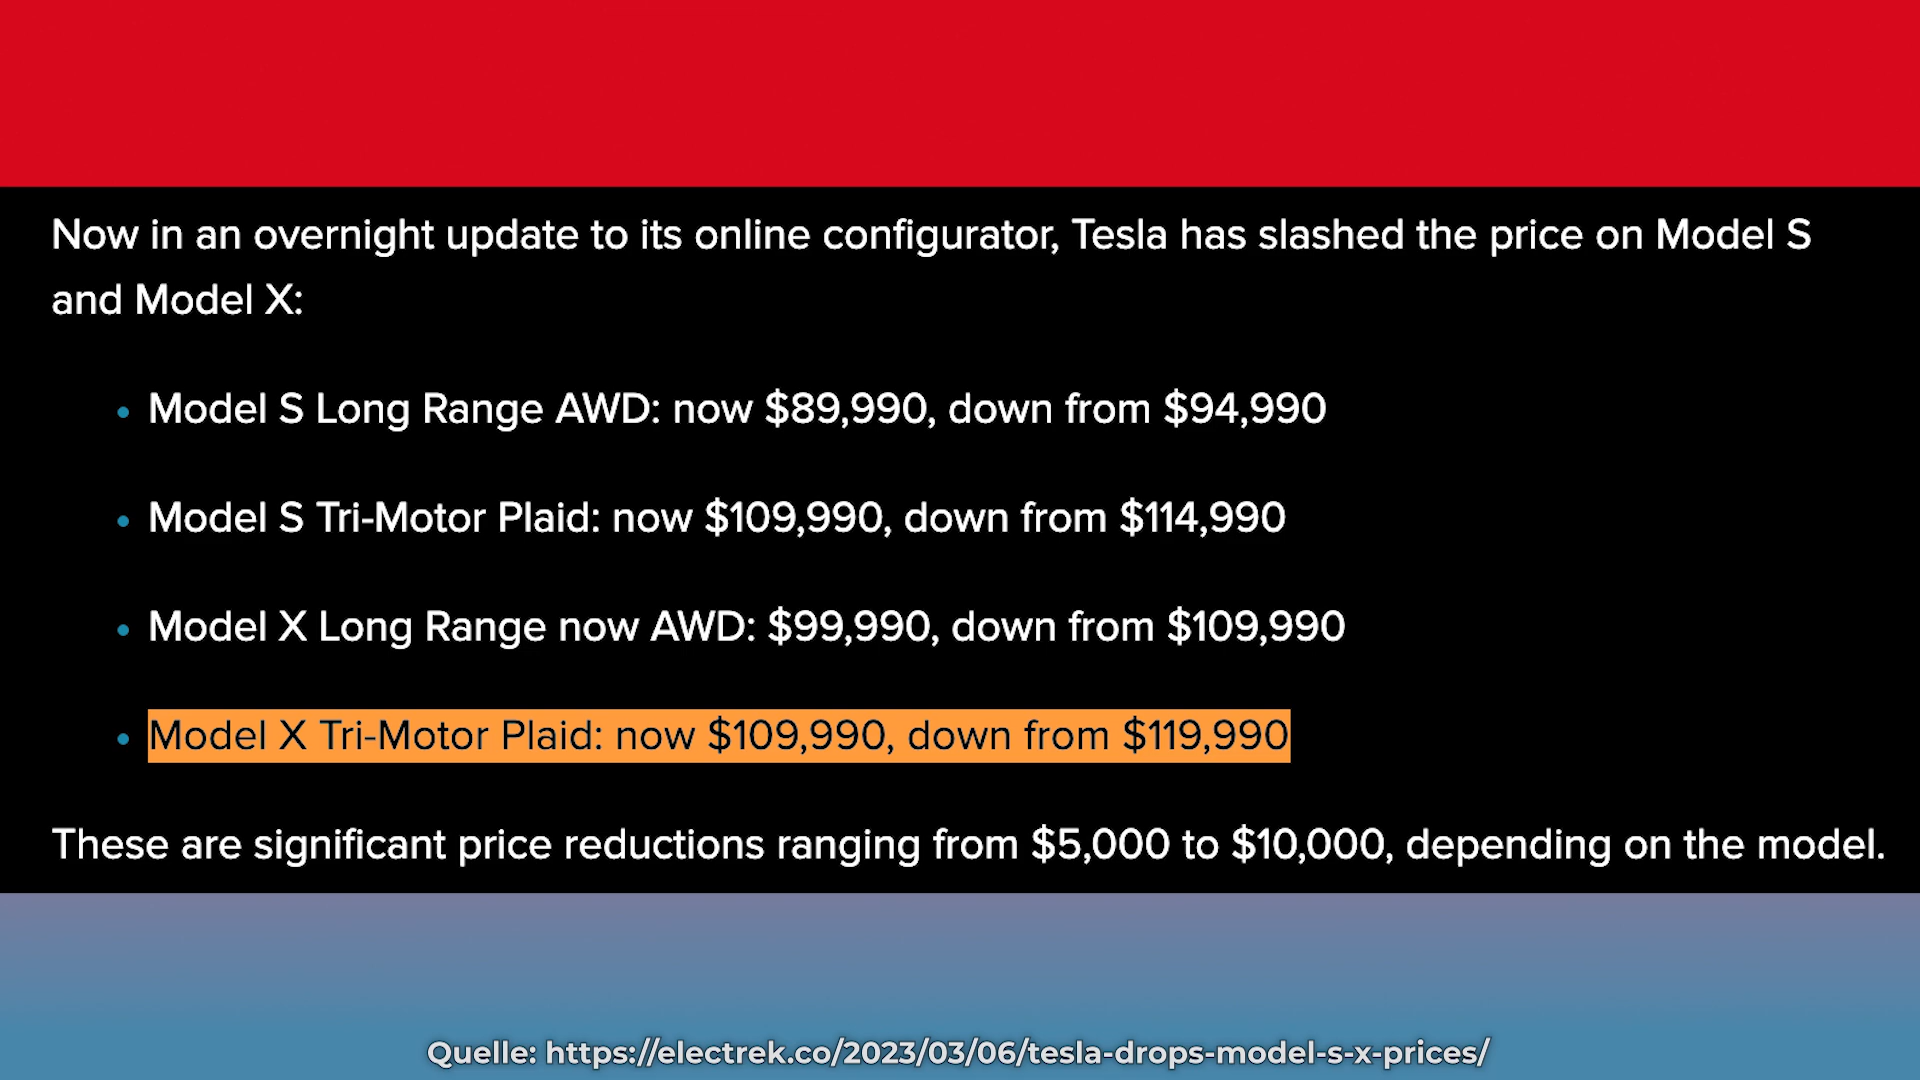 Now in an overnight update to its online configurator, Tesla has slashed the price on Model S
and Model X:
• Model S Long Range AWD: now $89,990, down from $94,990
• Model S Tri-Motor Plaid: now $109,990, down from $114,990
• Model X Long Range now AWD: $99,990, down from $109,990
• Model X Tri-Motor Plaid: now $109,990, down from $119,990
These are significant price reductions ranging from $5,000 to $10,000, depending on the model.
Quelle: https://electrek.co/2023/03/06/tesla-drops-model-s-x-prices/